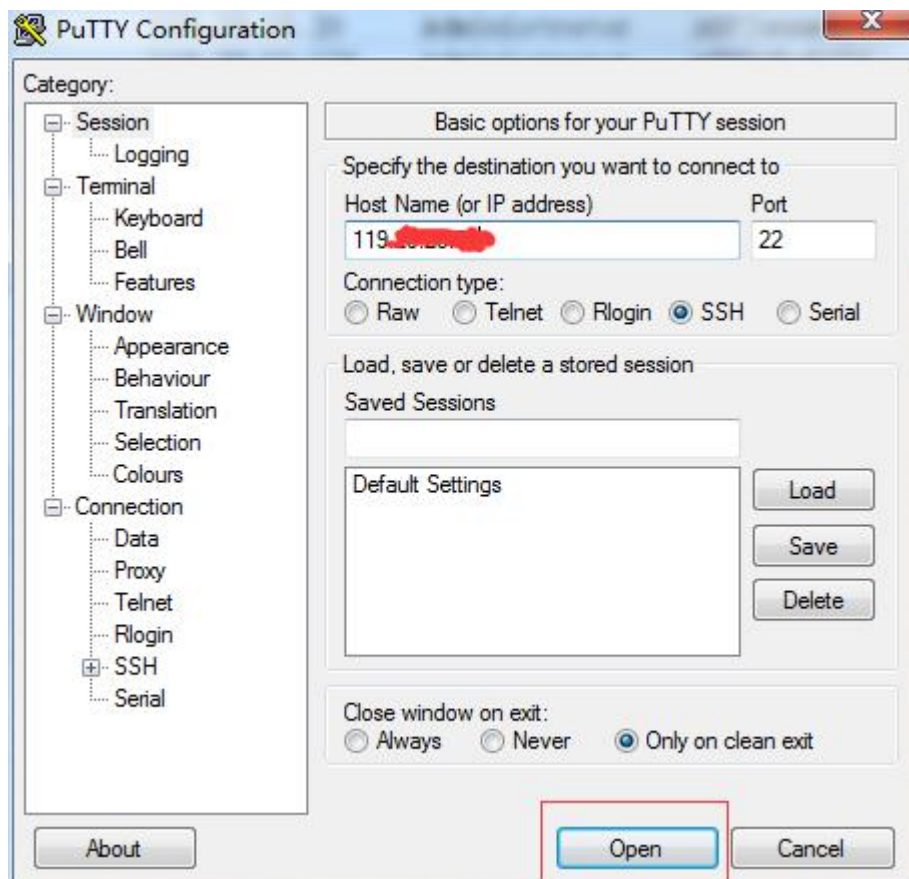 PuTTY Configuration
Category:
Session
Logging
Terminal
Keyboard
Bell
Features
Window
Appearance
Behaviour
Translation
Selection
Colours
Connection
Data
Proxy
Telnet
Rlogin
SSH
Serial
Basic options for your PuTTY session
Specify the destination you want to connect to
Host Name (or IP address) Port
119. 22
Connection type:
Raw Telnet Rlogin SSH Serial
Load, save or delete a stored session
Saved Sessions
Default Settings
Load
Save
Delete
Close window on exit:
Always Never Only on clean exit
About Open Cancel